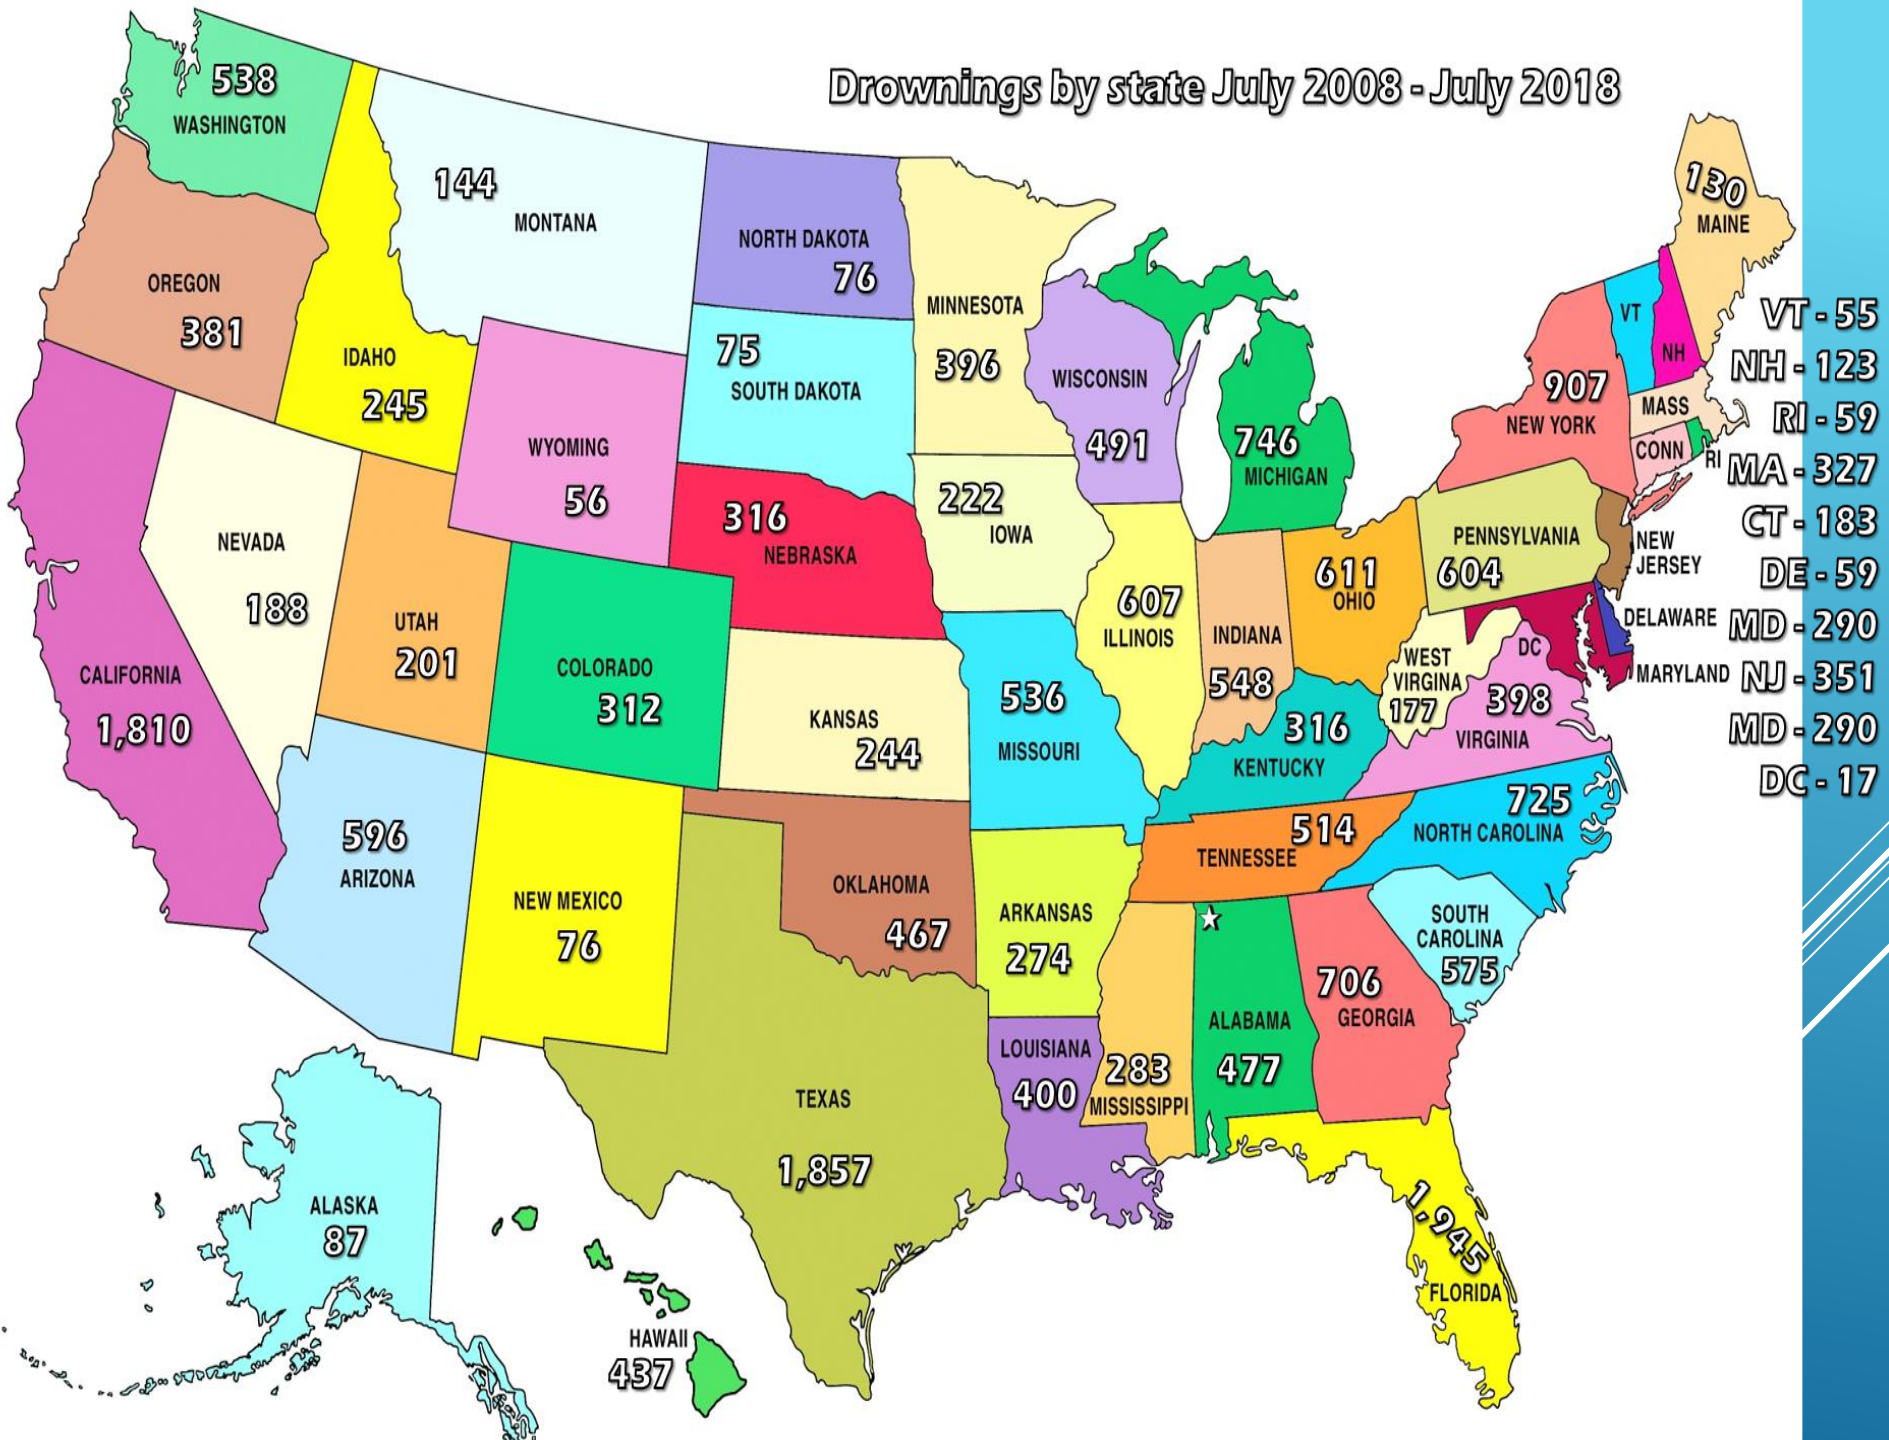 Drownings by state July 2008 - July 2018
538
WASHINGTON
144
MONTANA
NORTH DAKOTA
76
MINNESOTA
396
130
MAINE
OREGON
381
IDAHO
245
75
SOUTH DAKOTA
WISCONSIN
491
746
MICHIGAN
VT
NH
907
NEW YORK
MASS
CONN
RI
VT - 55
NH - 123
RI - 59
MA - 327
CT - 183
DE - 59
MD - 290
NJ - 351
MD - 290
DC - 17
WYOMING
56
316
NEBRASKA
222
IOWA
NEVADA
188
UTAH
201
COLORADO
312
CALIFORNIA
1,810
KANSAS
244
536
MISSOURI
607
ILLINOIS
INDIANA
548
611
OHIO
PENNSYLVANIA
604
NEW
JERSEY
DELAWARE
MARYLAND
DC
WEST
VIRGINA
177
398
VIRGINIA
316
KENTUCKY
725
NORTH CAROLINA
514
TENNESSEE
596
ARIZONA
NEW MEXICO
76
OKLAHOMA
467
ARKANSAS
274
SOUTH
CAROLINA
575
706
GEORGIA
ALABAMA
477
283
MISSISSIPPI
LOUISIANA
400
TEXAS
1,857
1,945
FLORIDA
ALASKA
87
HAWAII
437